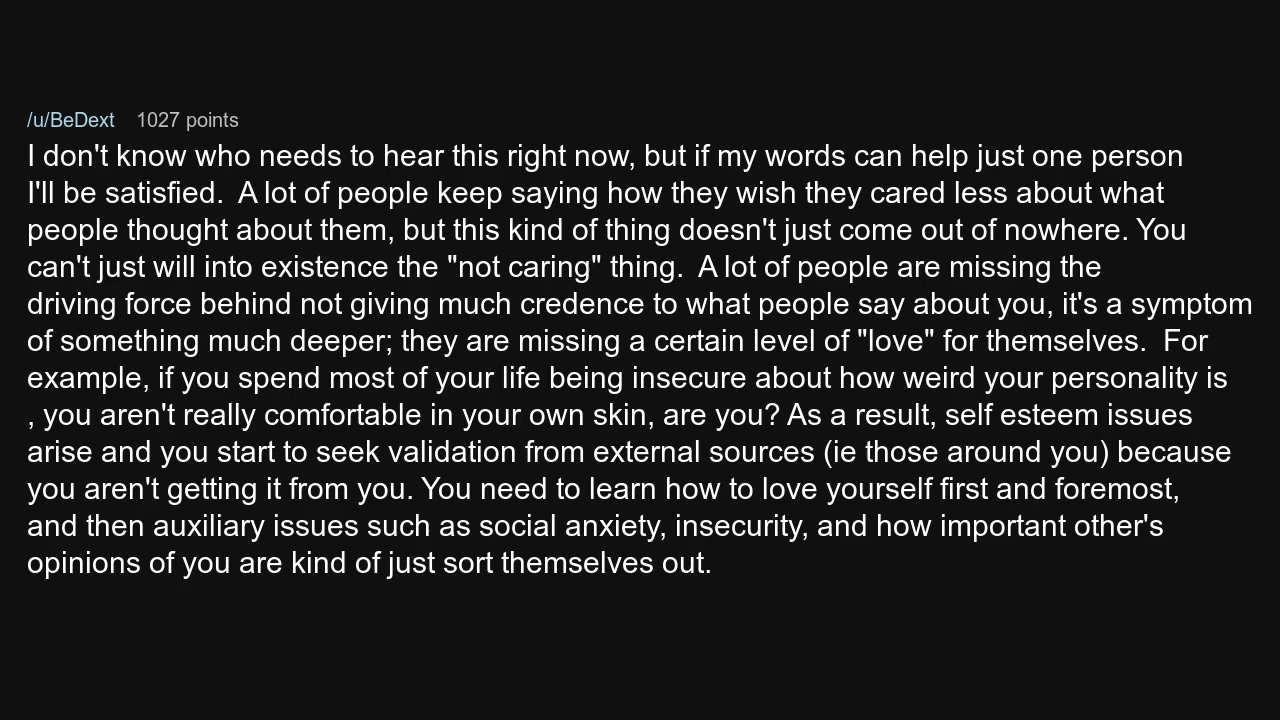 /u/BeDext 1027 points
I don't know who needs to hear this right now, but if my words can help just one person
I'll be satisfied.  A lot of people keep saying how they wish they cared less about what
people thought about them, but this kind of thing doesn't just come out of nowhere. You
can't just will into existence the "not caring" thing.  A lot of people are missing the
driving force behind not giving much credence to what people say about you, it's a symptom
of something much deeper; they are missing a certain level of "love" for themselves.  For
example, if you spend most of your life being insecure about how weird your personality is
, you aren't really comfortable in your own skin, are you? As a result, self esteem issues
arise and you start to seek validation from external sources (ie those around you) because
you aren't getting it from you. You need to learn how to love yourself first and foremost,
and then auxiliary issues such as social anxiety, insecurity, and how important other's
opinions of you are kind of just sort themselves out.